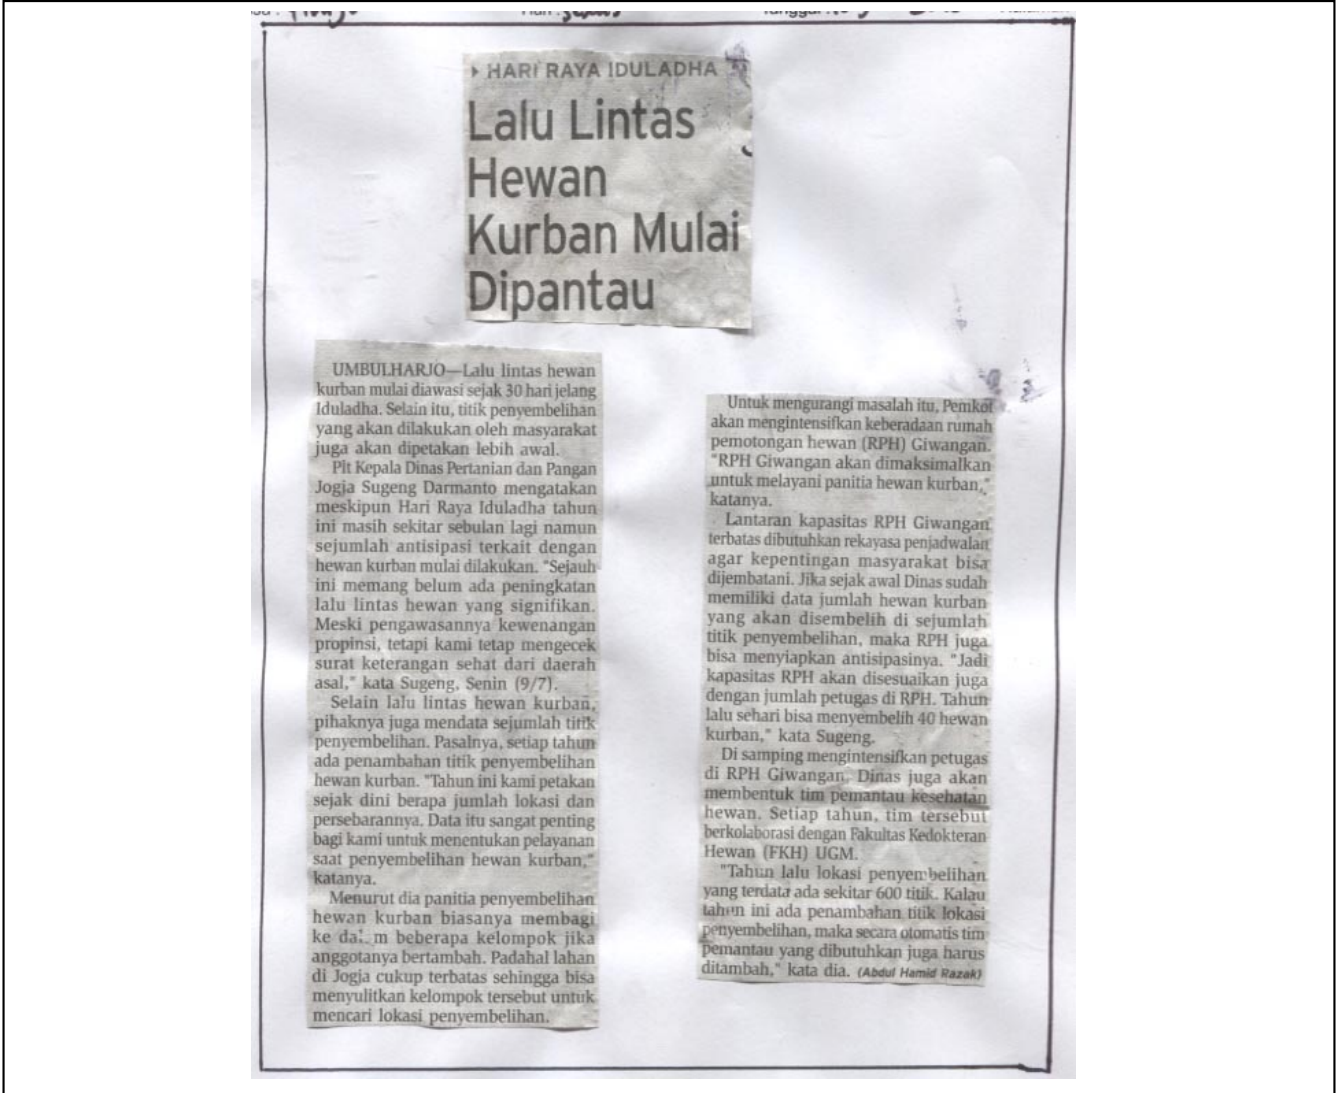 HARI RAYA IDULADHA
Lalu Lintas
Hewan
Kurban Mulai
Dipantau
UMBULHARJO—Lalu lintas hewan
kurban mulai diawasi sejak 30 hari jelang
Iduladha. Selain itu, titik penyembelihan
yang akan dilakukan oleh masyarakat
juga akan dipetakan lebih awal.
Plt Kepala Dinas Pertanian dan Pangan
Jogja Sugeng Darmanto mengatakan
meskipun Hari Raya Iduladha tahun
ini masih sekitar sebulan lagi namun
sejumlah antisipasi terkait dengan
hewan kurban mulai dilakukan. "Sejauh
ini memang belum ada peningkatan
lalu lintas hewan yang signifikan.
Meski pengawasannya kewenangan
propinsi, tetapi kami tetap mengecek
surat keterangan sehat dari daerah
asal," kata Sugeng, Senin (9/7).
Selain lalu lintas hewan kurban,
pihaknya juga mendata sejumlah titik
penyembelihan. Pasalnya, setiap tahun
ada penambahan titik penyembelihan
hewan kurban. "Tahun ini kami petakan
sejak dini berapa jumlah lokasi dan
persebarannya. Data itu sangat penting
bagi kami untuk menentukan pelayanan
saat penyembelihan hewan kurban,"
katanya.
Menurut dia panitia penyembelihan
hewan kurban biasanya membagi
ke dalam beberapa kelompok jika
anggotanya bertambah. Padahal lahan
di Jogja cukup terbatas sehingga bisa
menyulitkan kelompok tersebut untuk
mencari lokasi penyembelihan.
Untuk mengurangi masalah itu, Pemkot
akan mengintensifkan keberadaan rumah
pemotongan hewan (RPH) Giwangan.
"RPH Giwangan akan dimaksimalkan
untuk melayani panitia hewan kurban,"
katanya.
Lantaran kapasitas RPH Giwangan
terbatas dibutuhkan rekayasa penjadwalan
agar kepentingan masyarakat bisa
dijembatani. Jika sejak awal Dinas sudah
memiliki data jumlah hewan kurban
yang akan disembelih di sejumlah
titik penyembelihan, maka RPH juga
bisa menyiapkan antisipasinya. "Jadi
kapasitas RPH akan disesuaikan juga
dengan jumlah petugas di RPH. Tahun
lalu sehari bisa menyembelih 40 hewan
kurban," kata Sugeng.
Di samping mengintensifkan petugas
di RPH Giwangan, Dinas juga akan
membentuk tim pemantau kesehatan
hewan. Setiap tahun, tim tersebut
berkolaborasi dengan Fakultas Kedokteran
Hewan (FKH) UGM.
"Tahun lalu lokasi penyembelihan
yang terdata ada sekitar 600 titik. Kalau
tahun ini ada penambahan titik lokasi
penyembelihan, maka secara otomatis tim
pemantau yang dibutuhkan juga harus
ditambah," kata dia. (Abdul Hamid Razak)